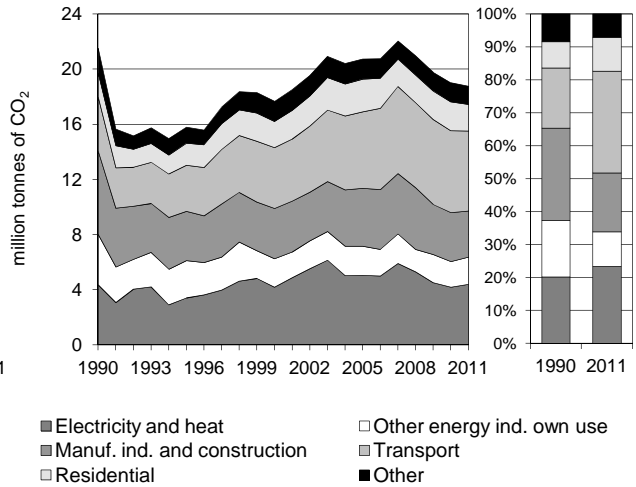 million tonnes of CO2
24
20
16
12
8
4
0
1990 1993 1996 1999 2002 2005 2008 2011
1
100%
90%
80%
70%
60%
50%
40%
30%
20%
10%
0%
1990 2011
Electricity and heat
Other energy ind. own use
Manuf. ind. and construction
Transport
Residential
Other